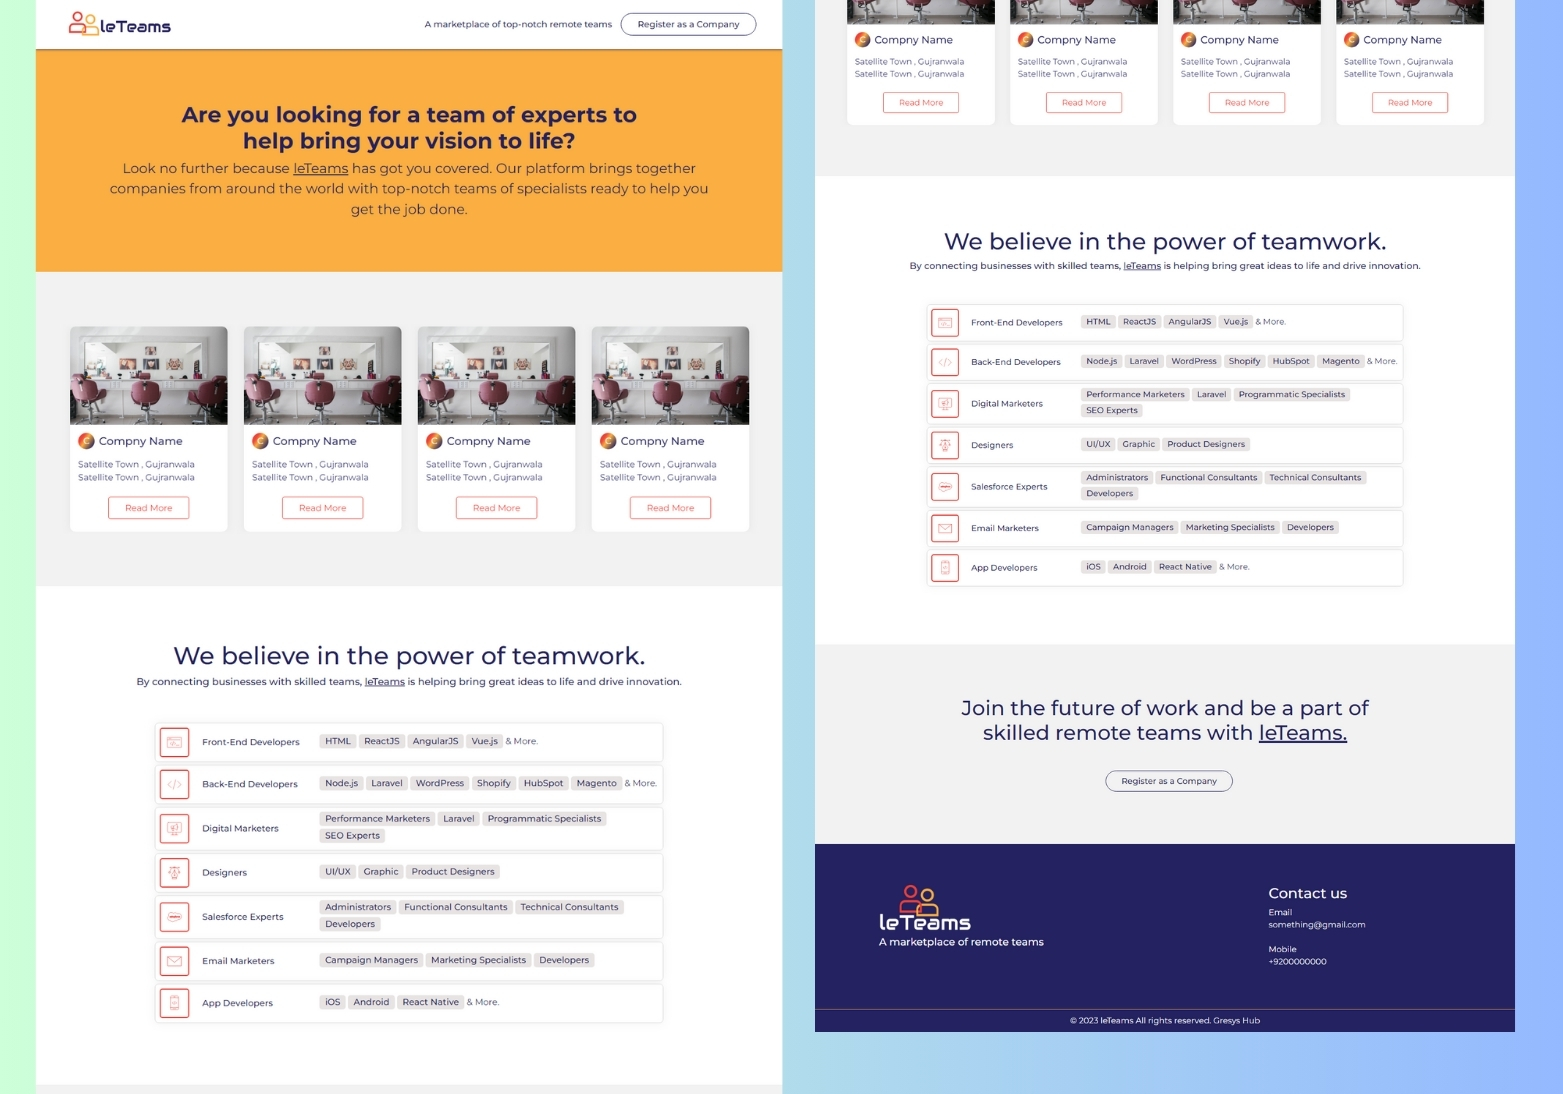 leTeams
A marketplace of top-notch remote teams
Register as a Company
Are you looking for a team of experts to
help bring your vision to life?
Look no further because leTeams has got you covered. Our platform brings together
companies from around the world with top-notch teams of specialists ready to help you
get the job done.
C Compny Name
Satellite Town , Gujranwala
Satellite Town , Gujranwala
Read More
C Compny Name
Satellite Town , Gujranwala
Satellite Town , Gujranwala
Read More
C Compny Name
Satellite Town , Gujranwala
Satellite Town , Gujranwala
Read More
C Compny Name
Satellite Town , Gujranwala
Satellite Town , Gujranwala
Read More
We believe in the power of teamwork.
By connecting businesses with skilled teams, leTeams is helping bring great ideas to life and drive innovation.
Front-End Developers HTML ReactJS AngularJS Vue.js & More.
Back-End Developers Node.js Laravel WordPress Shopify HubSpot Magento & More.
Digital Marketers Performance Marketers Laravel Programmatic Specialists
SEO Experts
Designers UI/UX Graphic Product Designers
Salesforce Experts Administrators Functional Consultants Technical Consultants
Developers
Email Marketers Campaign Managers Marketing Specialists Developers
App Developers iOS Android React Native & More.
C Compny Name
Satellite Town , Gujranwala
Satellite Town , Gujranwala
Read More
C Compny Name
Satellite Town , Gujranwala
Satellite Town , Gujranwala
Read More
C Compny Name
Satellite Town , Gujranwala
Satellite Town , Gujranwala
Read More
C Compny Name
Satellite Town , Gujranwala
Satellite Town , Gujranwala
Read More
We believe in the power of teamwork.
By connecting businesses with skilled teams, leTeams is helping bring great ideas to life and drive innovation.
Front-End Developers HTML ReactJS AngularJS Vue.js & More.
Back-End Developers Node.js Laravel WordPress Shopify HubSpot Magento & More.
Digital Marketers Performance Marketers Laravel Programmatic Specialists
SEO Experts
Designers UI/UX Graphic Product Designers
Salesforce Experts Administrators Functional Consultants Technical Consultants
Developers
Email Marketers Campaign Managers Marketing Specialists Developers
App Developers iOS Android React Native & More.
Join the future of work and be a part of
skilled remote teams with leTeams.
Register as a Company
leTeams
A marketplace of remote teams
Contact us
Email
something@gmail.com
Mobile
+9200000000
© 2023 leTeams All rights reserved. Gresys Hub